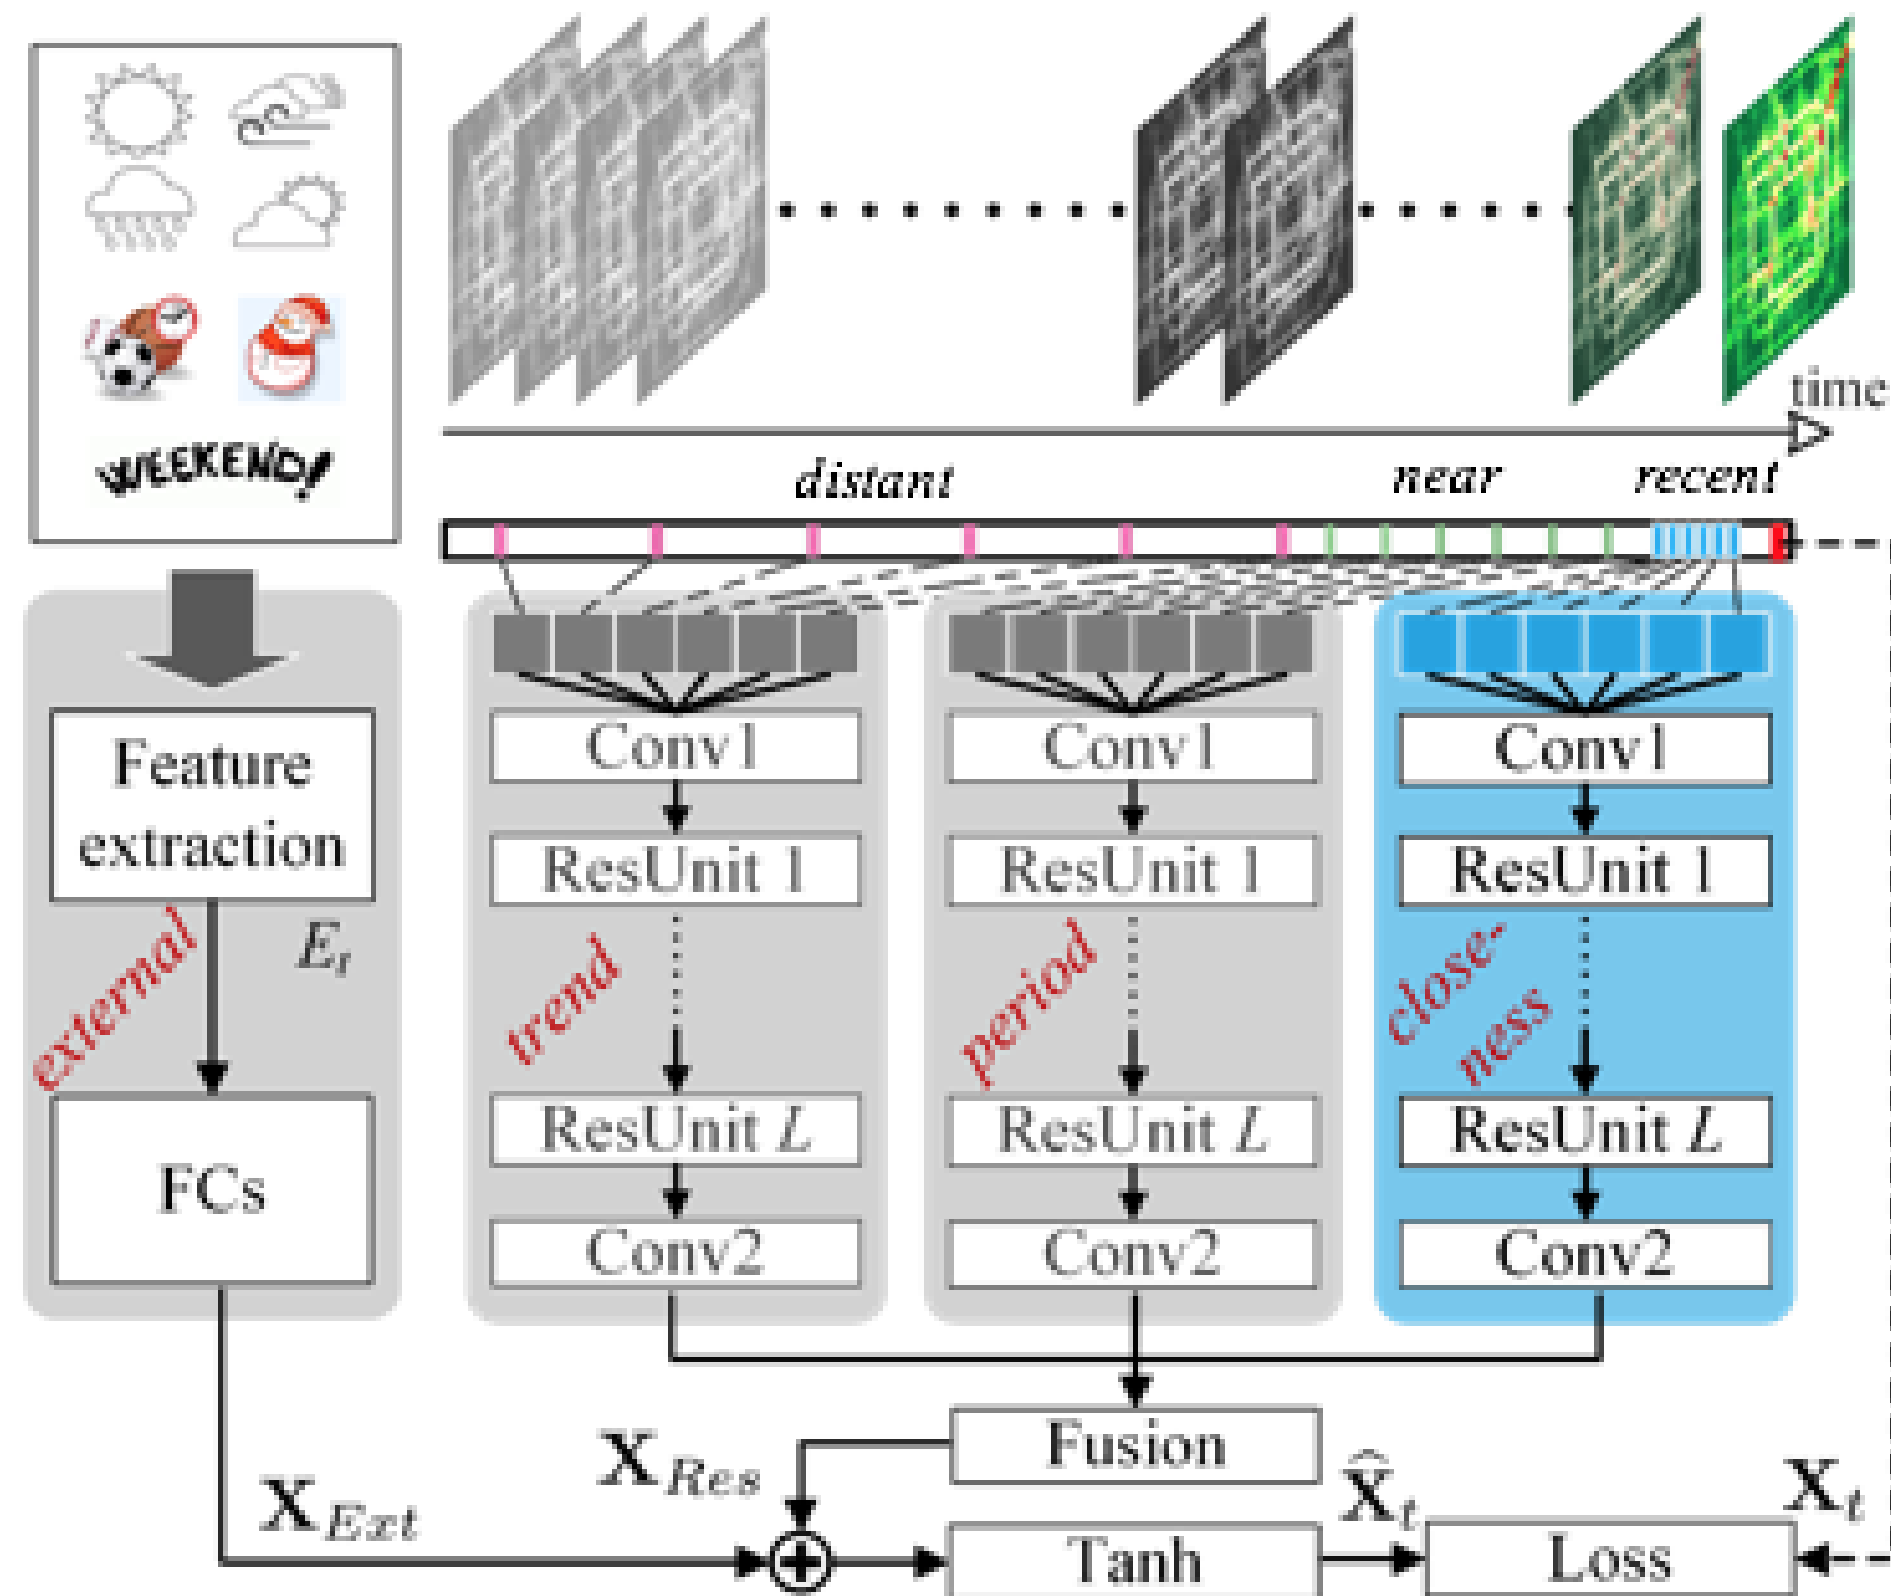 WEEKEND!
time
distant near recent
Feature
extraction
external
E_t
FCs
Conv1
ResUnit 1
trend
ResUnit L
Conv2
Conv1
ResUnit 1
period
ResUnit L
Conv2
Conv1
ResUnit 1
close-
ness
ResUnit L
Conv2
Fusion
X_Res
X_Ext
Tanh
X̂_t
Loss
X_t